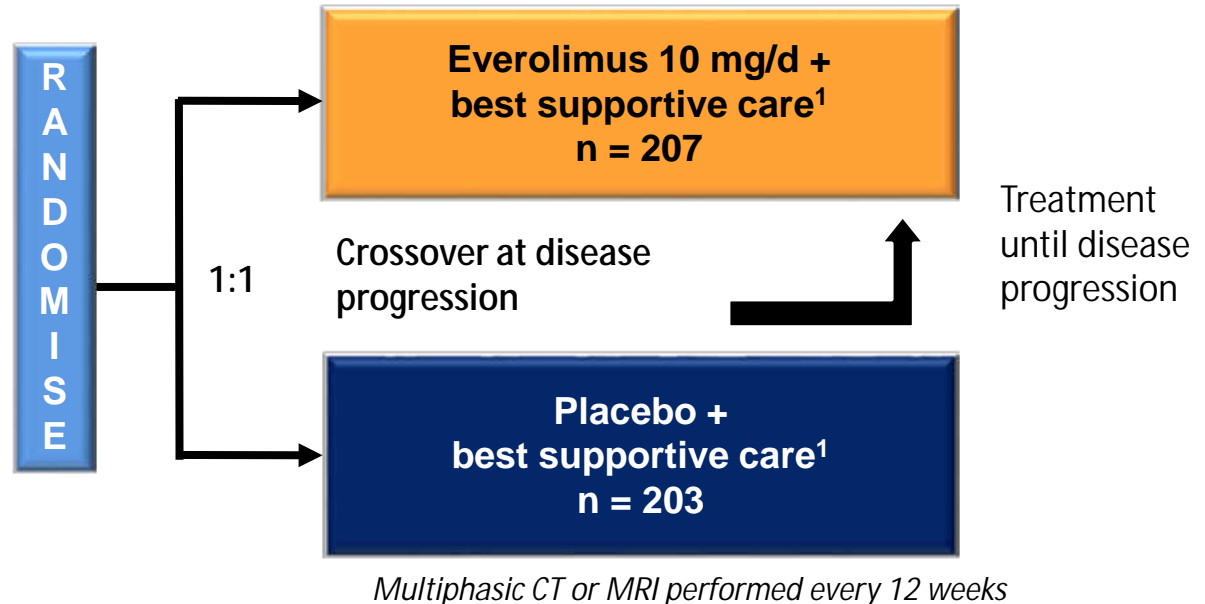 RANDOMISE
1:1
Everolimus 10 mg/d +
best supportive care¹
n = 207
Crossover at disease
progression
Treatment
until disease
progression
Placebo +
best supportive care¹
n = 203
Multiphasic CT or MRI performed every 12 weeks